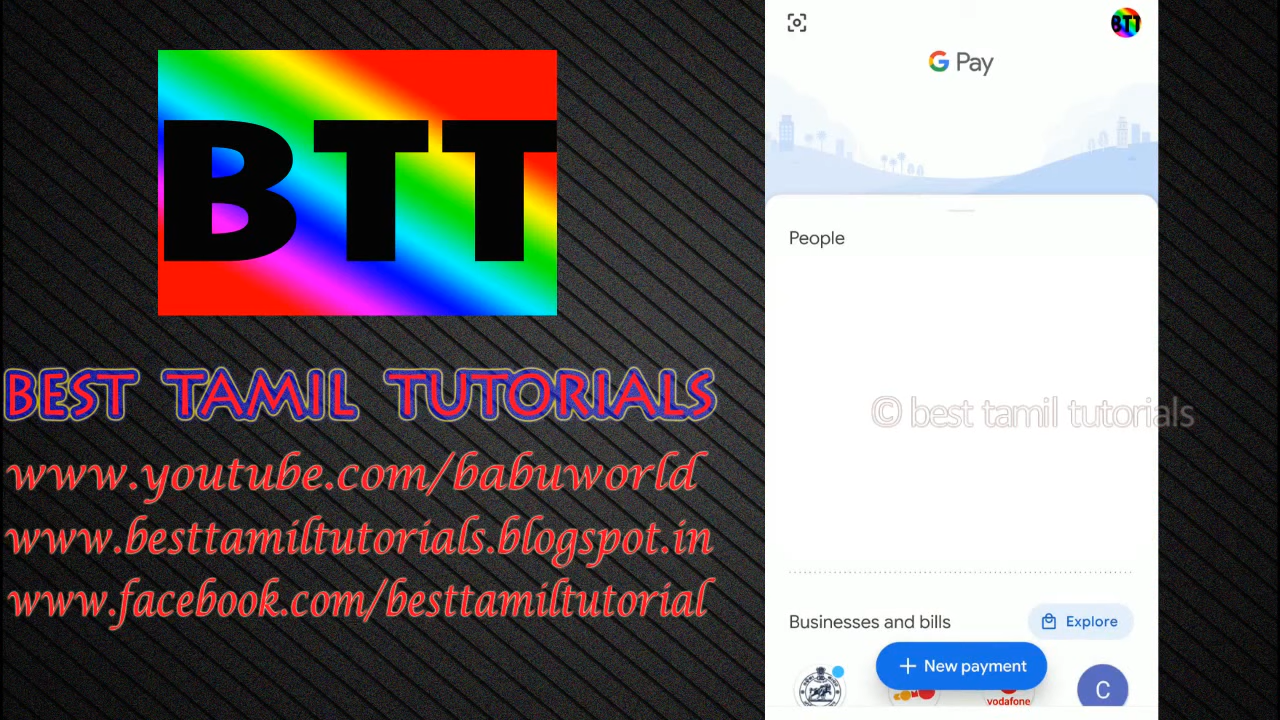 BTT
BEST TAMIL TUTORIALS
www.youtube.com/babuworld
www.besttamiltutorials.blogspot.in
www.facebook.com/besttamiltutorial
BTT
G Pay
People
© best tamil tutorials
Businesses and bills
Explore
+ New payment
vodafone
C